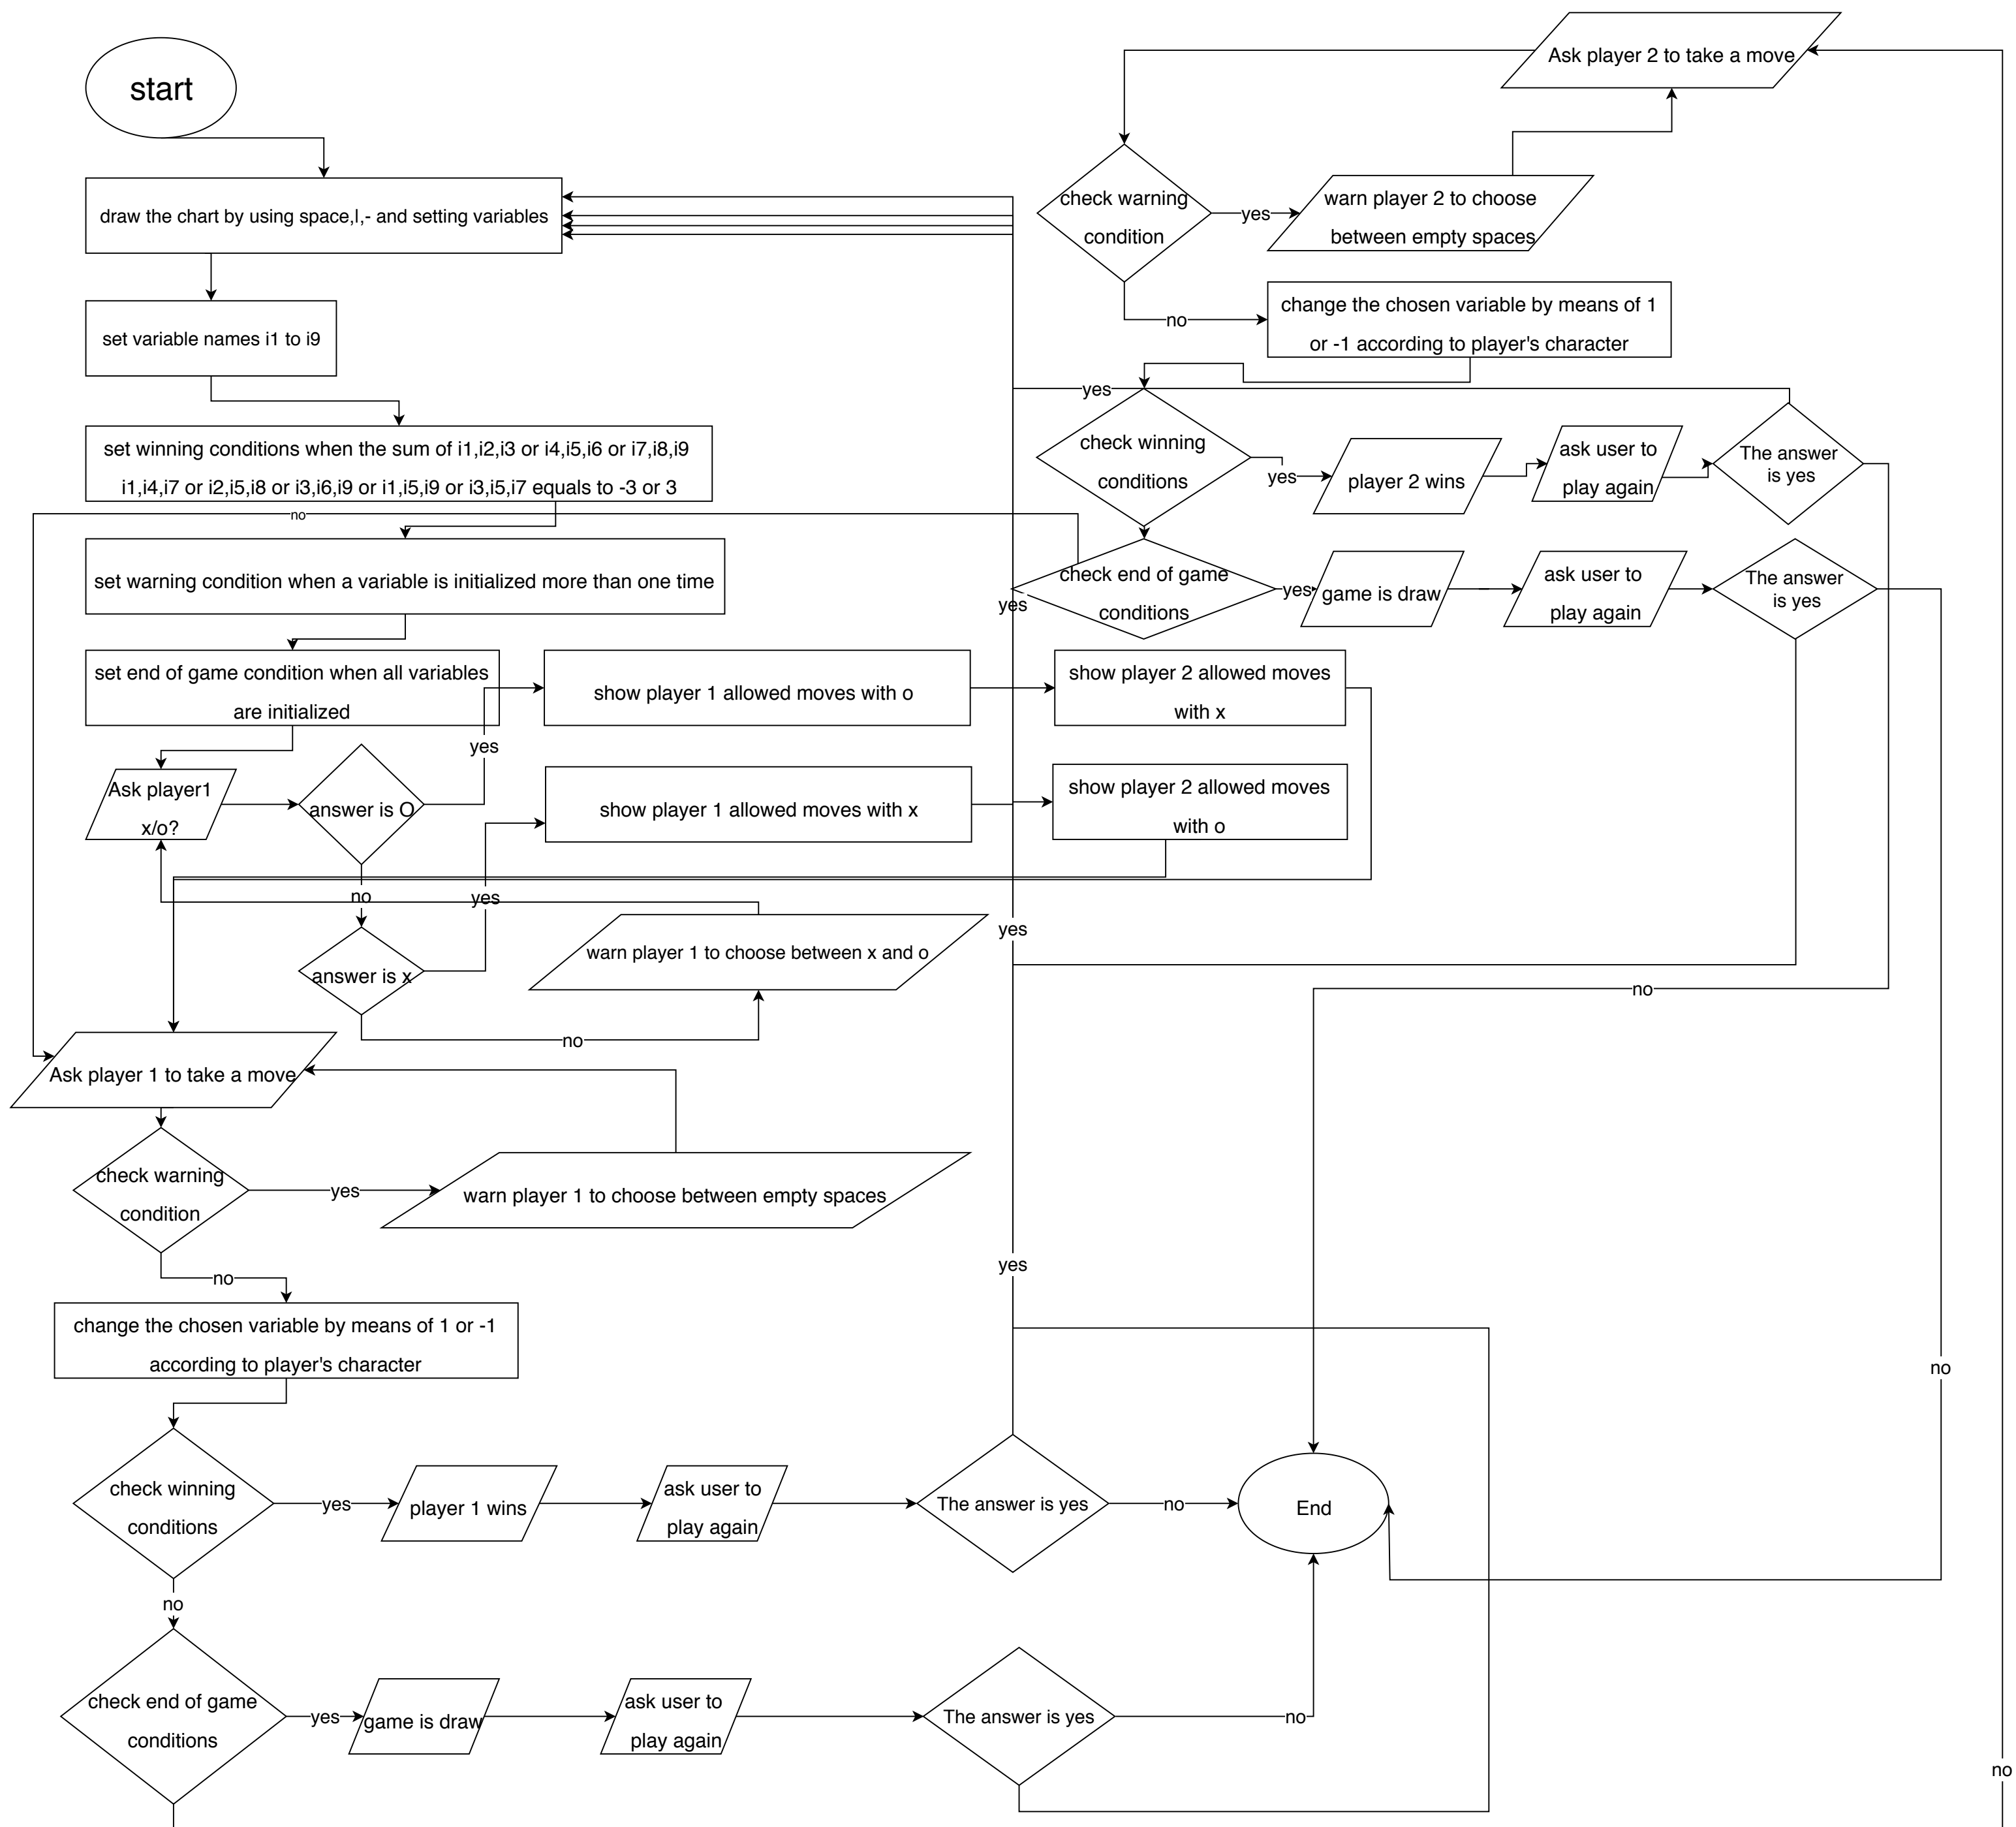 start
draw the chart by using space,l,- and setting variables
set variable names i1 to i9
set winning conditions when the sum of i1,i2,i3 or i4,i5,i6 or i7,i8,i9
i1,i4,i7 or i2,i5,i8 or i3,i6,i9 or i1,i5,i9 or i3,i5,i7 equals to -3 or 3
no
set warning condition when a variable is initialized more than one time
set end of game condition when all variables
are initialized
yes
show player 1 allowed moves with o
show player 2 allowed moves
with x
Ask player1
x/o?
answer is O
show player 1 allowed moves with x
show player 2 allowed moves
with o
no
yes
answer is x
warn player 1 to choose between x and o
no
Ask player 1 to take a move
check warning
condition
yes
warn player 1 to choose between empty spaces
no
change the chosen variable by means of 1 or -1
according to player's character
check winning
conditions
yes
player 1 wins
ask user to
play again
The answer is yes
no
End
no
check end of game
conditions
yes
game is draw
ask user to
play again
The answer is yes
no
Ask player 2 to take a move
check warning
condition
yes
warn player 2 to choose
between empty spaces
no
change the chosen variable by means of 1
or -1 according to player's character
yes
check winning
conditions
yes
player 2 wins
ask user to
play again
The answer
is yes
check end of game
conditions
yes
yes
game is draw
ask user to
play again
The answer
is yes
yes
no
yes
no
no